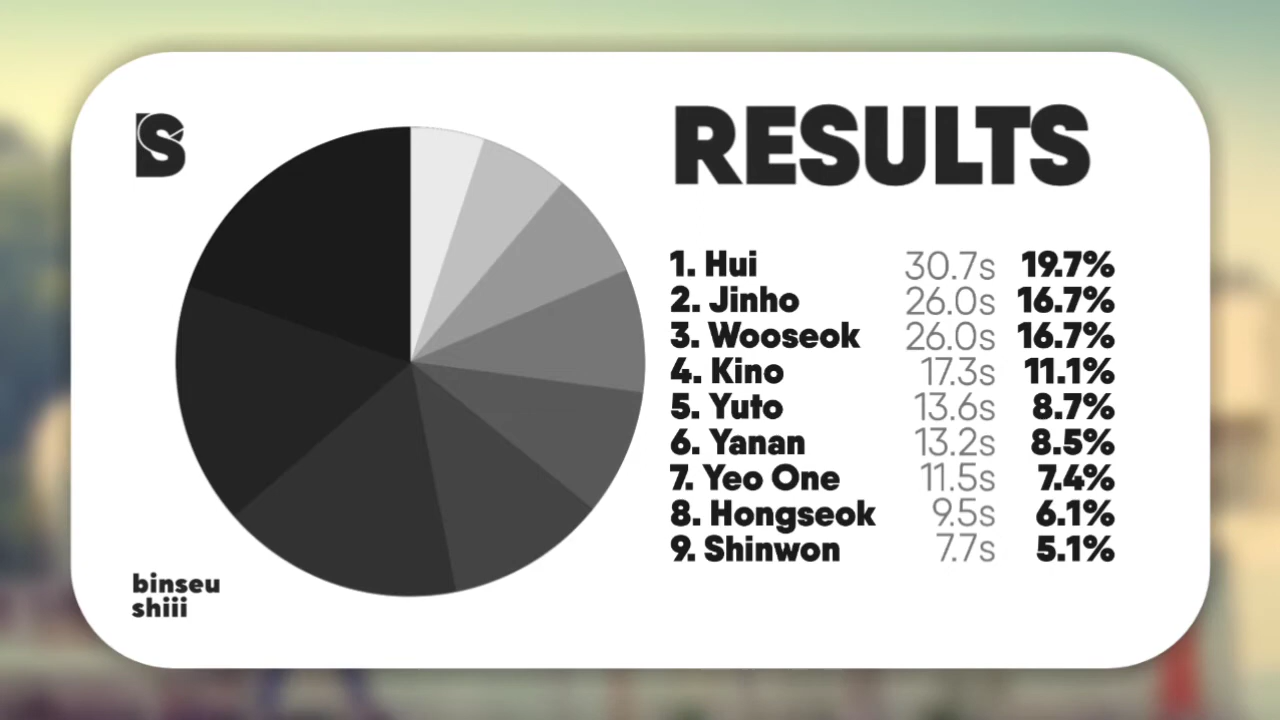 BS
RESULTS
1. Hui 30.7s 19.7%
2. Jinho 26.0s 16.7%
3. Wooseok 26.0s 16.7%
4. Kino 17.3s 11.1%
5. Yuto 13.6s 8.7%
6. Yanan 13.2s 8.5%
7. Yeo One 11.5s 7.4%
8. Hongseok 9.5s 6.1%
9. Shinwon 7.7s 5.1%
binseu
shiii